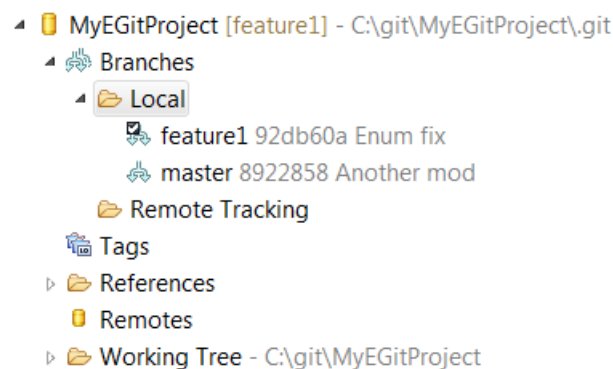 MyEGitProject [feature1] - C:\git\MyEGitProject\.git
Branches
Local
feature1 92db60a Enum fix
master 8922858 Another mod
Remote Tracking
Tags
References
Remotes
Working Tree - C:\git\MyEGitProject